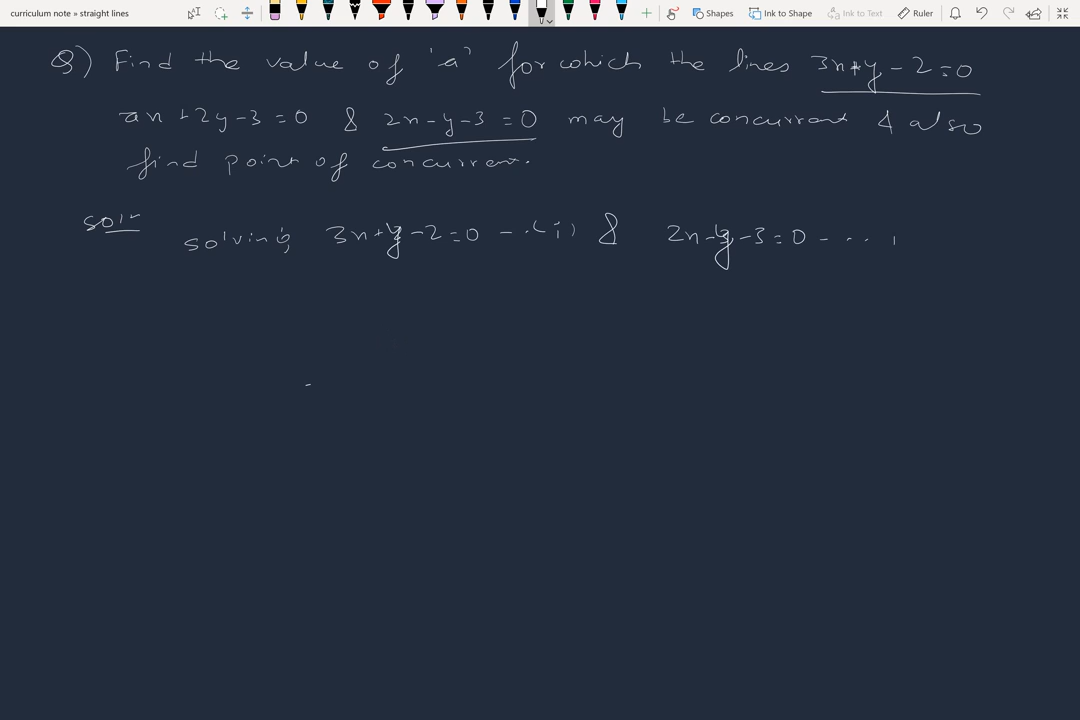 curriculum note » straight lines
Shapes Ink to Shape Ink to Text Ruler
Q) Find the value of 'a' for which the lines 3x+y-2=0
ax+2y-3=0 & 2x-y-3=0 may be concurrent & also
find point of concurrent.
Solⁿ
Solving 3x+y-2=0 -..(i) & 2x-y-3=0 - ...